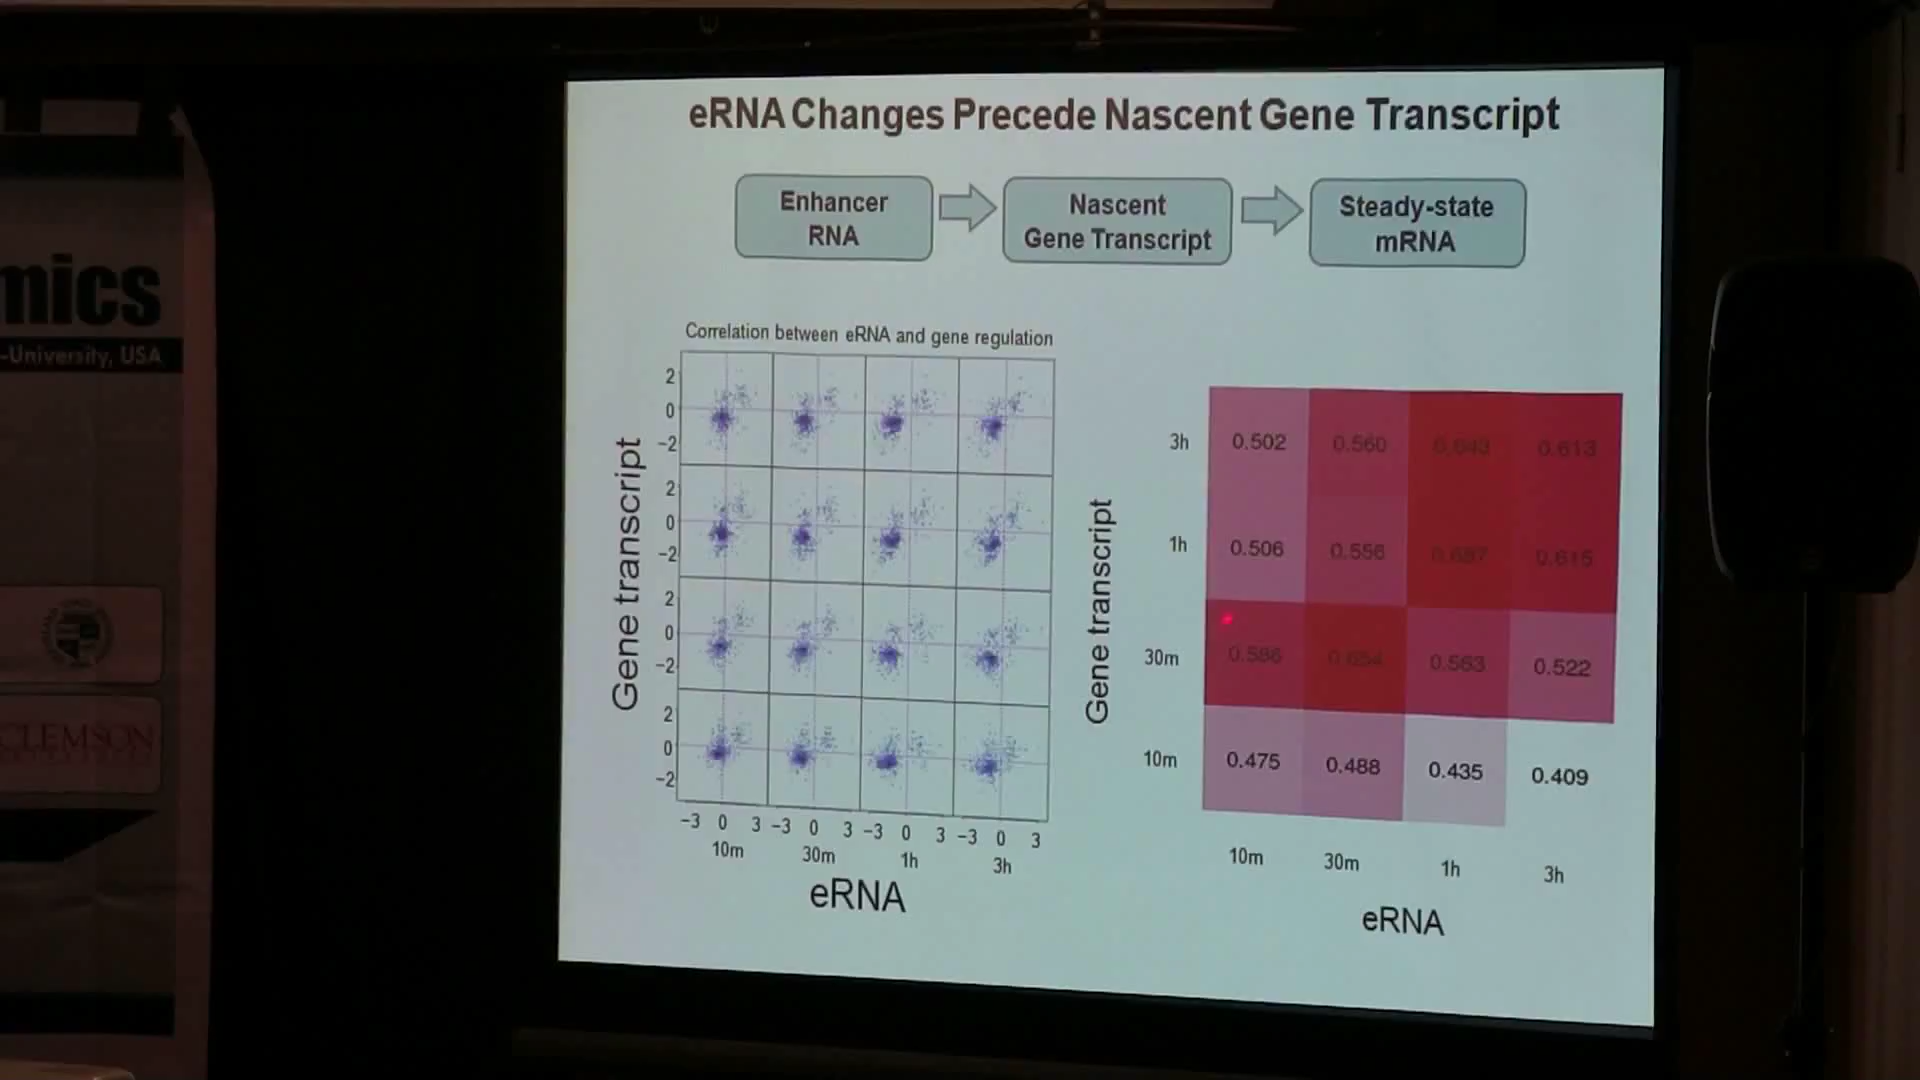 eRNA Changes Precede Nascent Gene Transcript
Enhancer
RNA
Nascent
Gene Transcript
Steady-state
mRNA
Correlation between eRNA and gene regulation
Gene transcript
2
0
−2
2
0
−2
2
0
−2
2
0
−2
−3 0 3 −3 0 3 −3 0 3 −3 0 3
10m 30m 1h 3h
eRNA
Gene transcript
3h 0.502 0.560 0.613
1h 0.506 0.556 0.615
30m 0.586 0.654 0.563 0.522
10m 0.475 0.488 0.435 0.409
10m 30m 1h 3h
eRNA
mics
-University, USA
CLEMSON